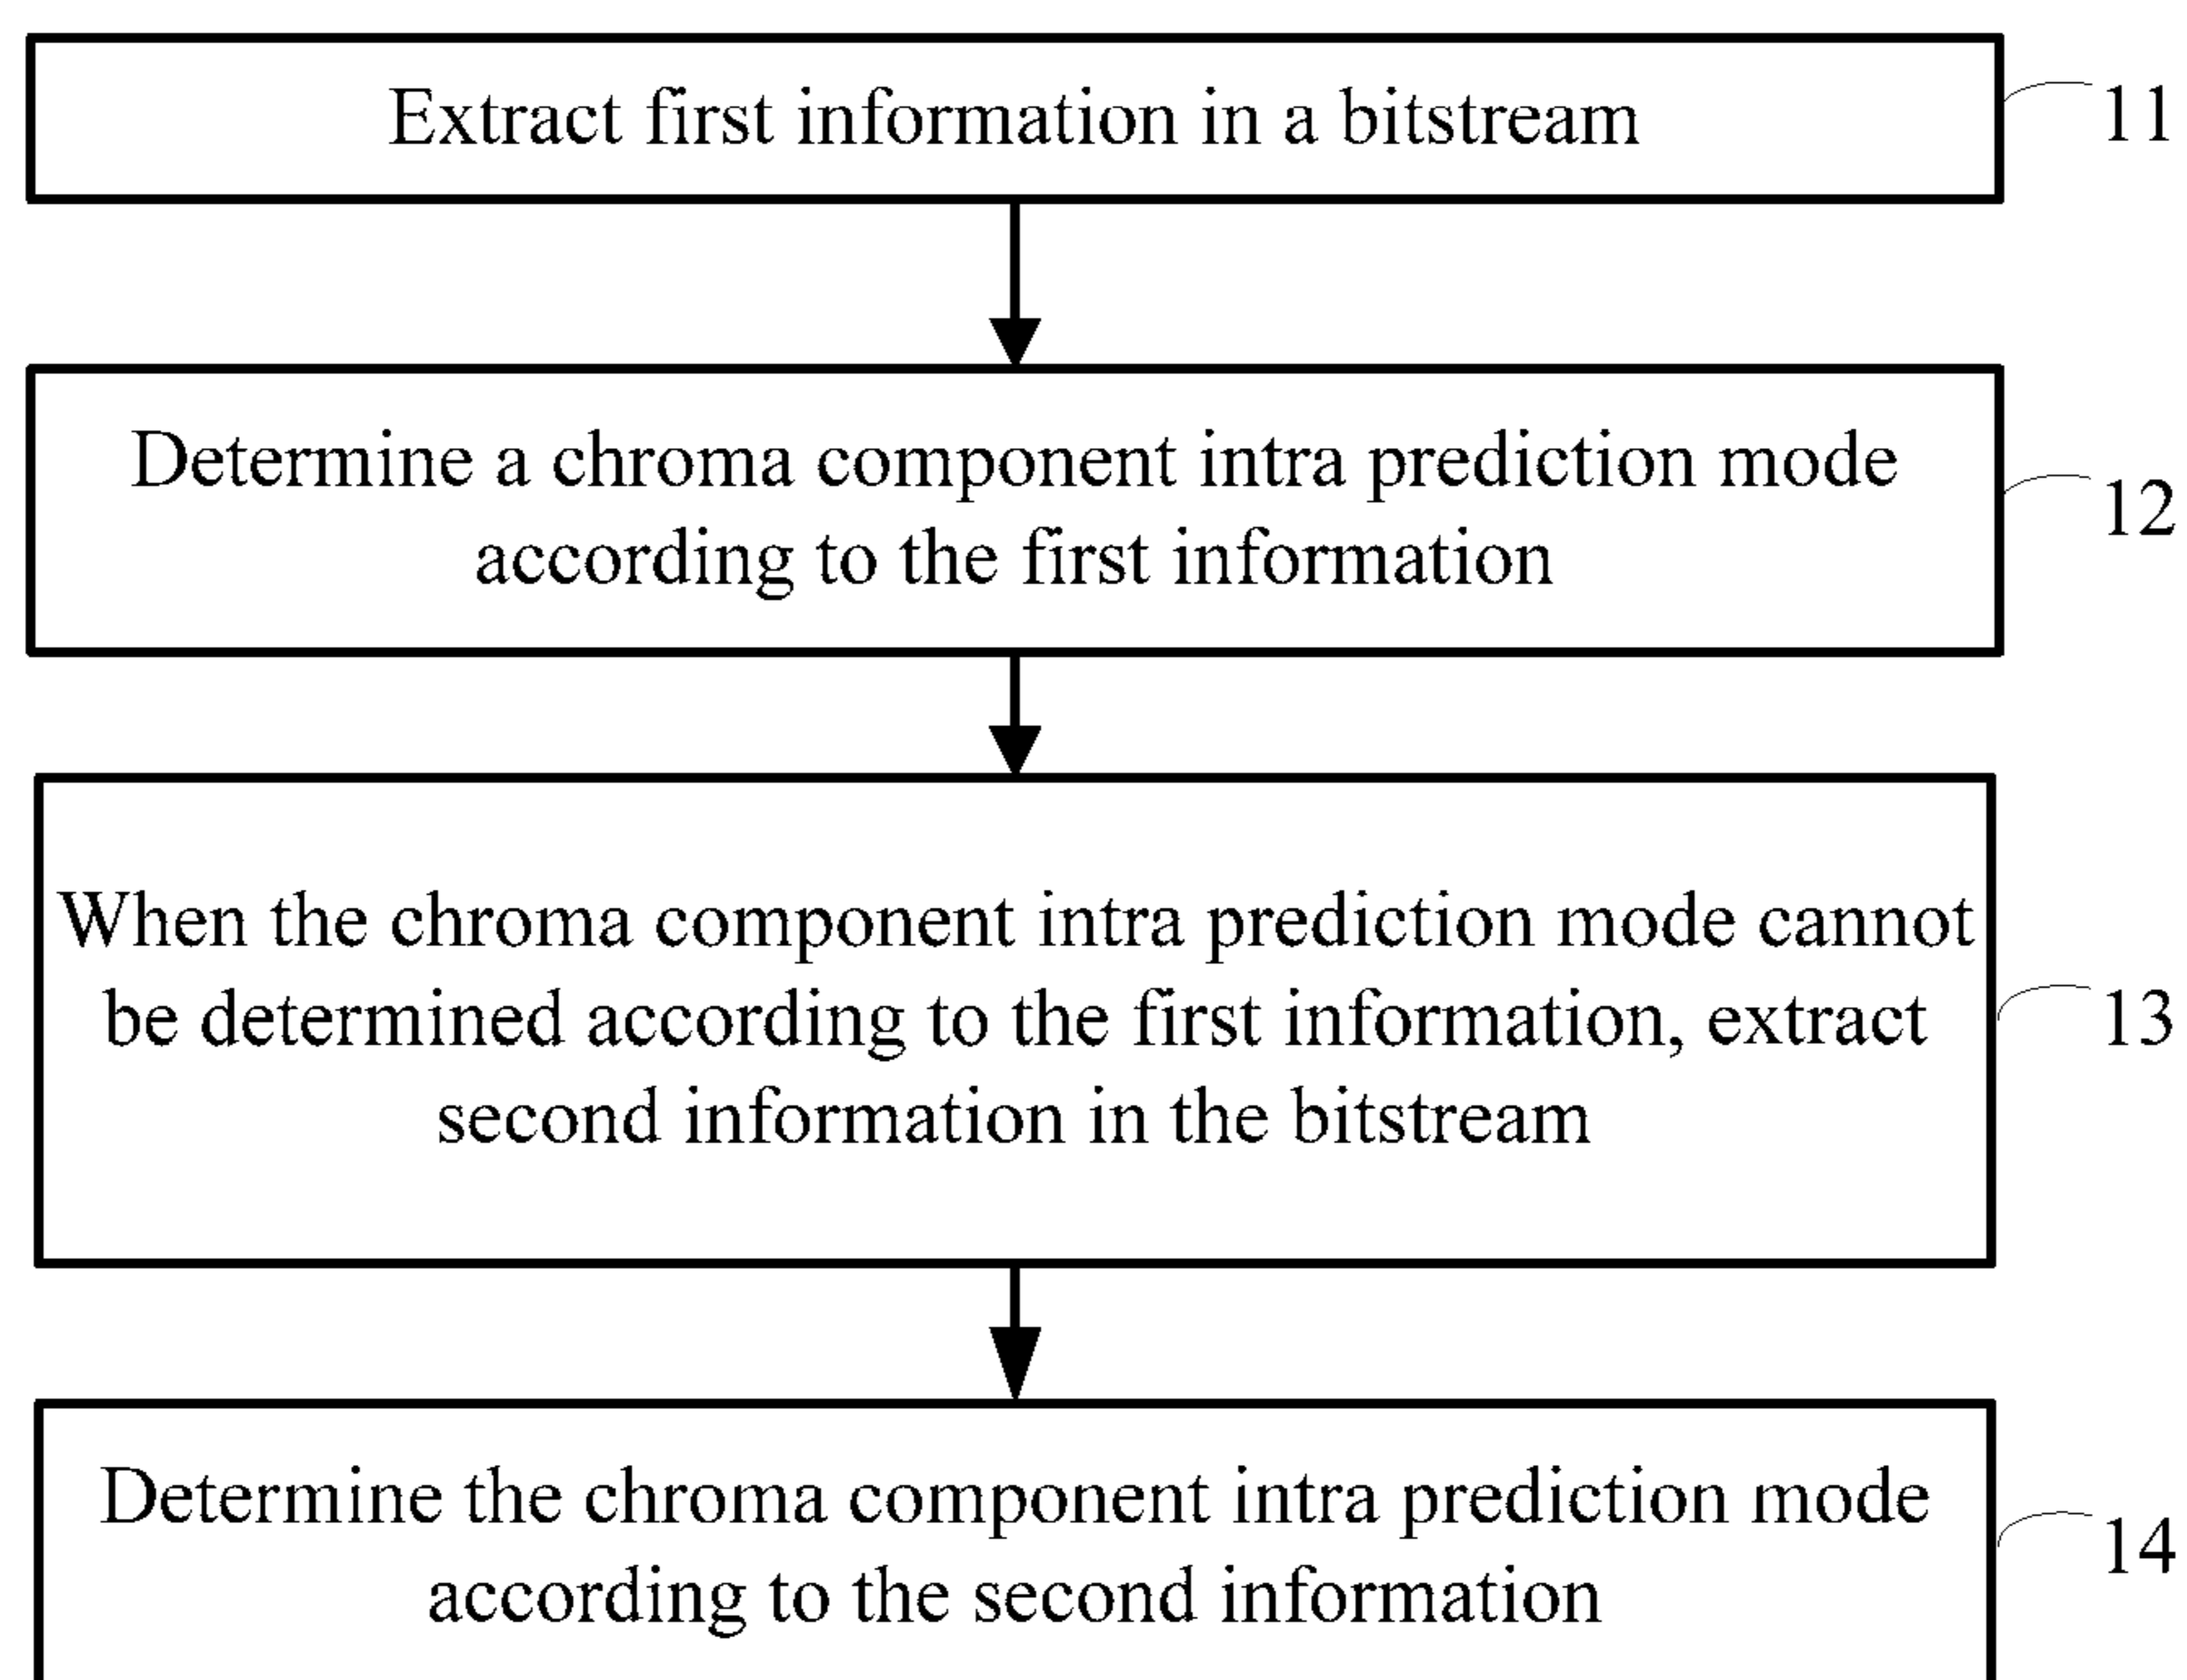 Extract first information in a bitstream
11
Determine a chroma component intra prediction mode
according to the first information
12
When the chroma component intra prediction mode cannot
be determined according to the first information, extract
second information in the bitstream
13
Determine the chroma component intra prediction mode
according to the second information
14